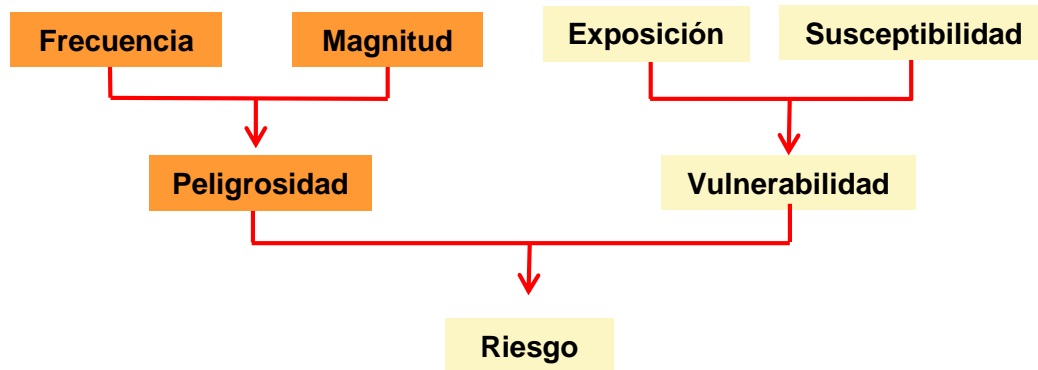 Frecuencia
Magnitud
Exposición
Susceptibilidad
Peligrosidad
Vulnerabilidad
Riesgo